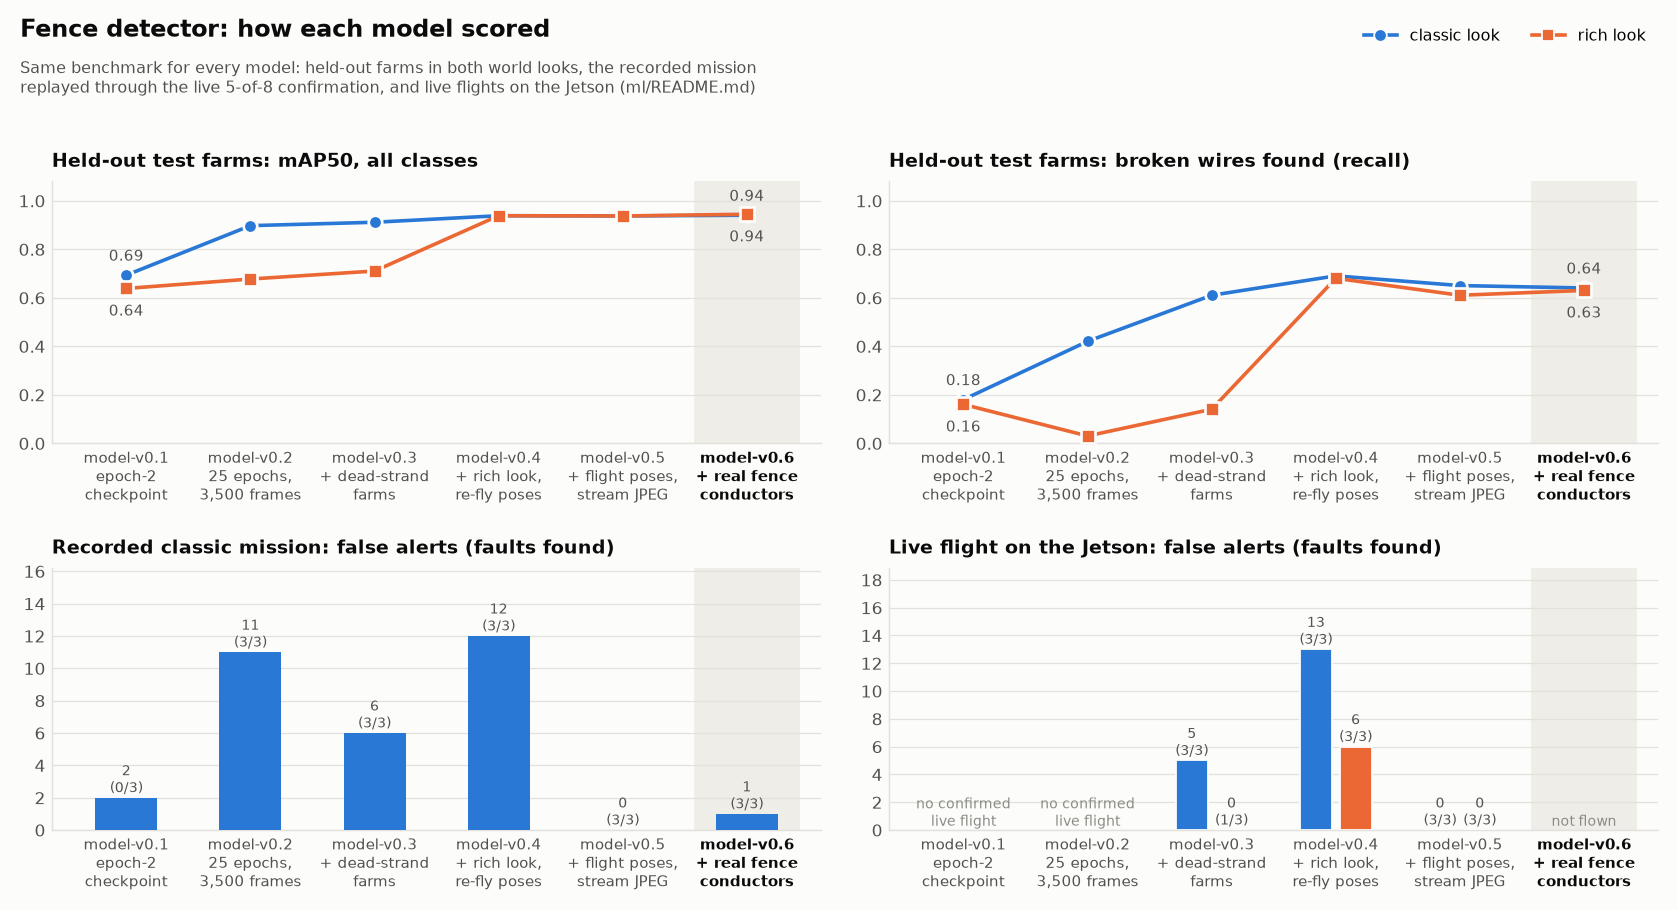 Fence detector: how each model scored
classic look
rich look
Same benchmark for every model: held-out farms in both world looks, the recorded mission
replayed through the live 5-of-8 confirmation, and live flights on the Jetson (ml/README.md)
Held-out test farms: mAP50, all classes
1.0
0.8
0.6
0.4
0.2
0.0
0.69
0.64
0.94
0.94
model-v0.1
epoch-2
checkpoint
model-v0.2
25 epochs,
3,500 frames
model-v0.3
+ dead-strand
farms
model-v0.4
+ rich look,
re-fly poses
model-v0.5
+ flight poses,
stream JPEG
model-v0.6
+ real fence
conductors
Held-out test farms: broken wires found (recall)
1.0
0.8
0.6
0.4
0.2
0.0
0.18
0.16
0.64
0.63
model-v0.1
epoch-2
checkpoint
model-v0.2
25 epochs,
3,500 frames
model-v0.3
+ dead-strand
farms
model-v0.4
+ rich look,
re-fly poses
model-v0.5
+ flight poses,
stream JPEG
model-v0.6
+ real fence
conductors
Recorded classic mission: false alerts (faults found)
16
14
12
10
8
6
4
2
0
2
(0/3)
11
(3/3)
6
(3/3)
12
(3/3)
0
(3/3)
1
(3/3)
model-v0.1
epoch-2
checkpoint
model-v0.2
25 epochs,
3,500 frames
model-v0.3
+ dead-strand
farms
model-v0.4
+ rich look,
re-fly poses
model-v0.5
+ flight poses,
stream JPEG
model-v0.6
+ real fence
conductors
Live flight on the Jetson: false alerts (faults found)
18
16
14
12
10
8
6
4
2
0
no confirmed
live flight
no confirmed
live flight
5
(3/3)
0
(1/3)
13
(3/3)
6
(3/3)
0
(3/3)
0
(3/3)
not flown
model-v0.1
epoch-2
checkpoint
model-v0.2
25 epochs,
3,500 frames
model-v0.3
+ dead-strand
farms
model-v0.4
+ rich look,
re-fly poses
model-v0.5
+ flight poses,
stream JPEG
model-v0.6
+ real fence
conductors